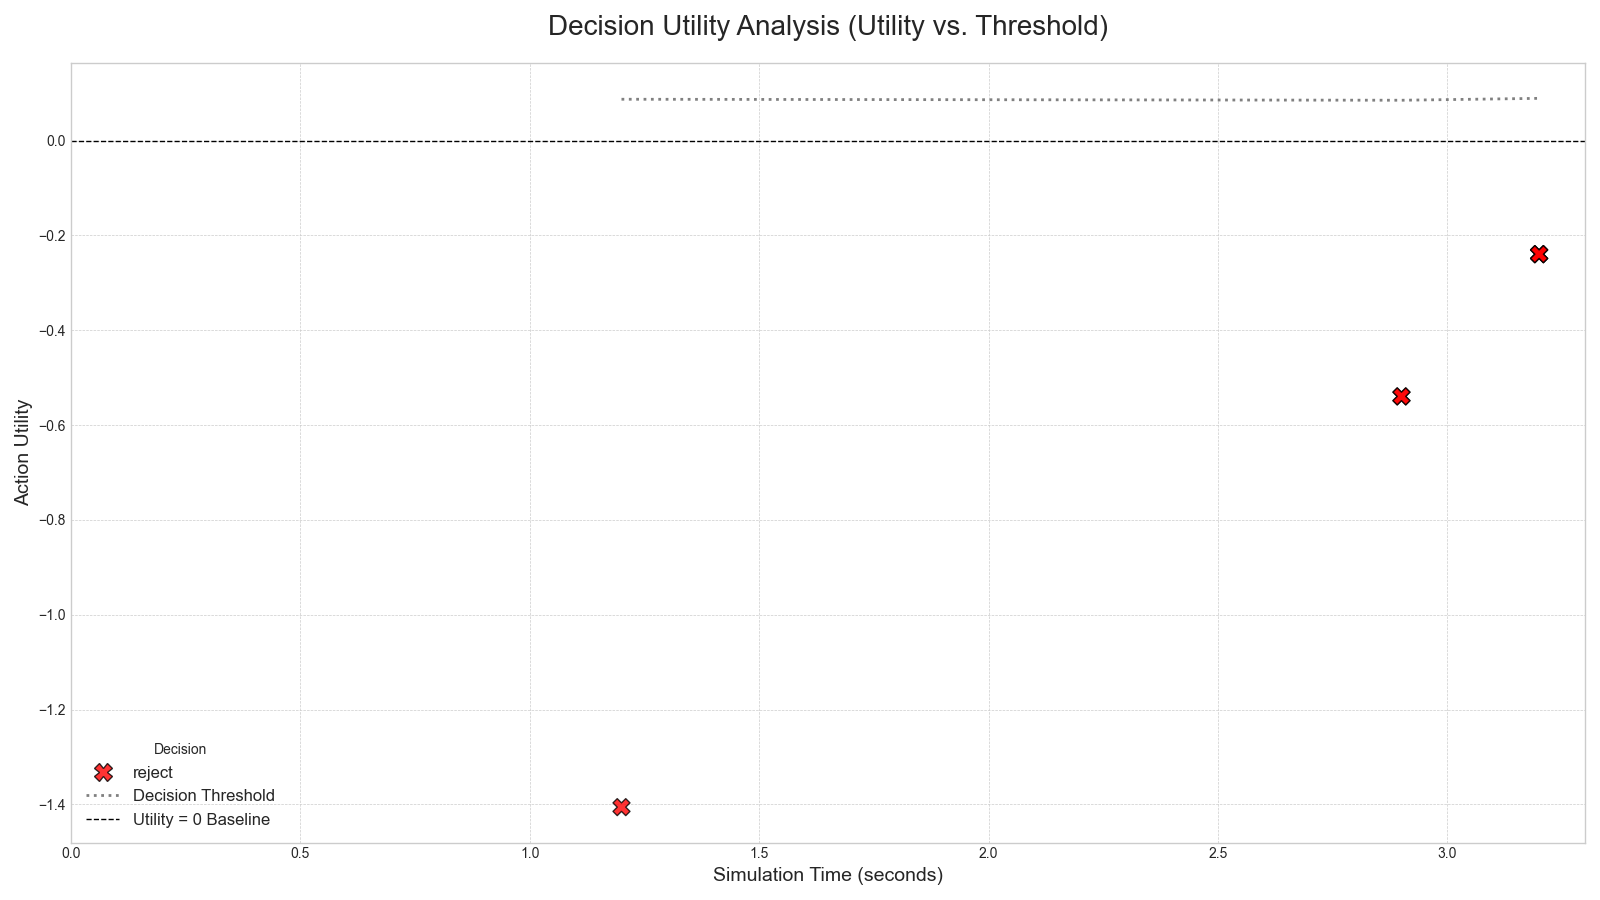 Decision Utility Analysis (Utility vs. Threshold)
Action Utility
0.0
−0.2
−0.4
−0.6
−0.8
−1.0
−1.2
−1.4
Decision
reject
Decision Threshold
Utility = 0 Baseline
0.0 0.5 1.0 1.5 2.0 2.5 3.0
Simulation Time (seconds)